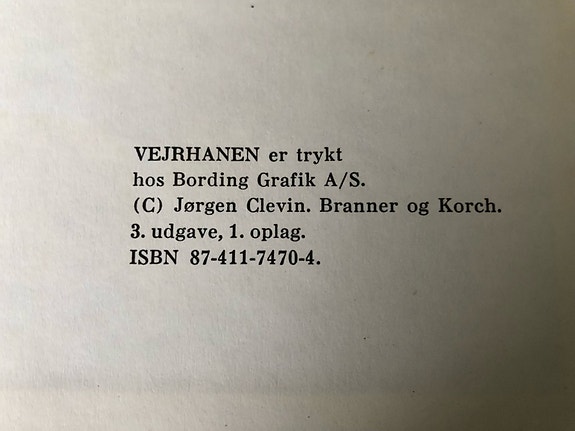 VEJRHANEN er trykt
hos Bording Grafik A/S.
(C) Jørgen Clevin. Branner og Korch.
3. udgave, 1. oplag.
ISBN 87-411-7470-4.